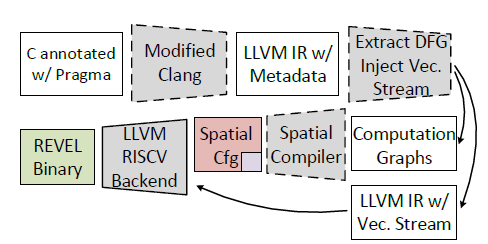 C annotated
w/ Pragma
Modified
Clang
LLVM IR w/
Metadata
Extract DFG
Inject Vec.
Stream
REVEL
Binary
LLVM
RISCV
Backend
Spatial
Cfg
Spatial
Compiler
Computation
Graphs
LLVM IR w/
Vec. Stream